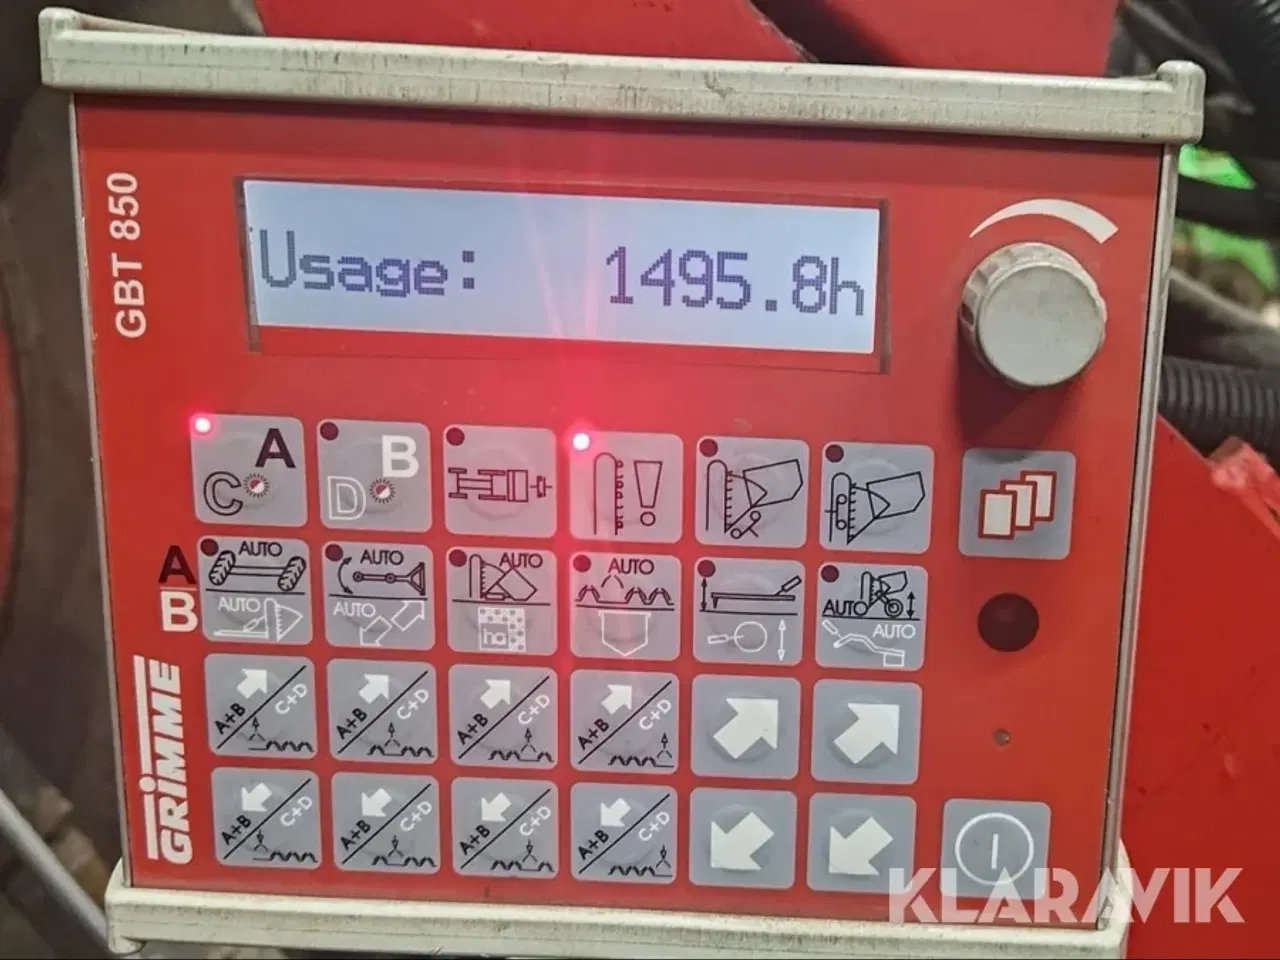 GBT 850
Usage: 1495.8h
A
C
B
D
A
B
AUTO
AUTO
AUTO
AUTO
AUTO
ha
AUTO
AUTO
AUTO
A+B C+D
A+B C+D
A+B C+D
A+B C+D
A+B C+D
A+B C+D
A+B C+D
A+B C+D
GRIMME
KLARAVIK